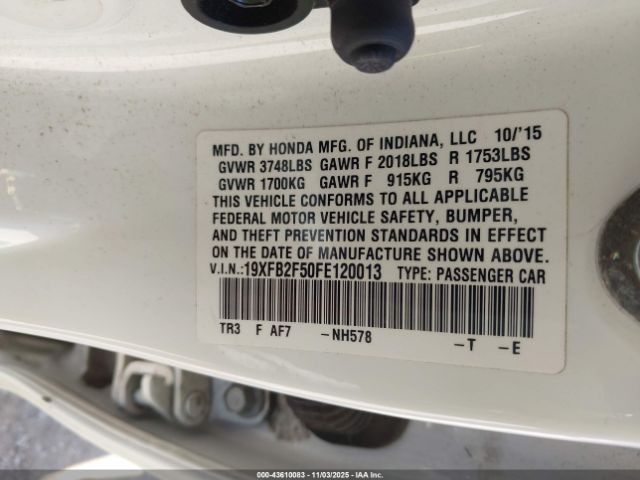 MFD. BY HONDA MFG. OF INDIANA, LLC 10/'15
GVWR 3748LBS GAWR F 2018LBS R 1753LBS
GVWR 1700KG GAWR F 915KG R 795KG
THIS VEHICLE CONFORMS TO ALL APPLICABLE
FEDERAL MOTOR VEHICLE SAFETY, BUMPER,
AND THEFT PREVENTION STANDARDS IN EFFECT
ON THE DATE OF MANUFACTURE SHOWN ABOVE.
V.I.N.:19XFB2F50FE120013 TYPE: PASSENGER CAR
TR3 F AF7 -NH578 -T -E
000-43610083 - 11/03/2025 - IAA Inc.